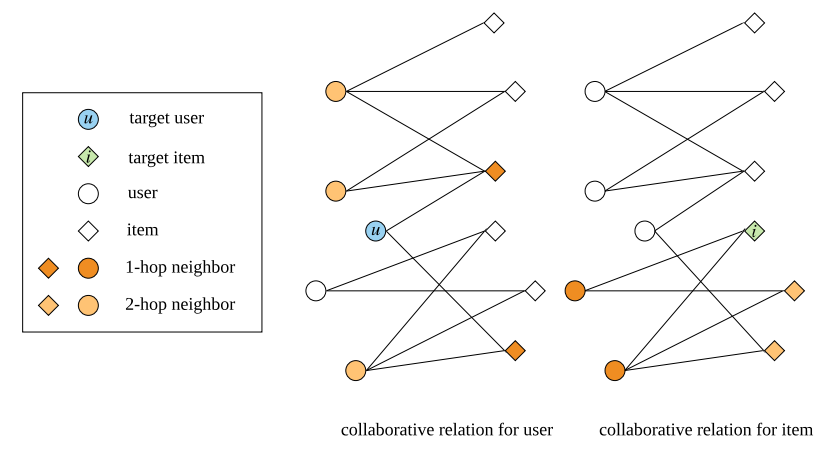 u target user
i target item
user
item
1-hop neighbor
2-hop neighbor
u
i
collaborative relation for user
collaborative relation for item